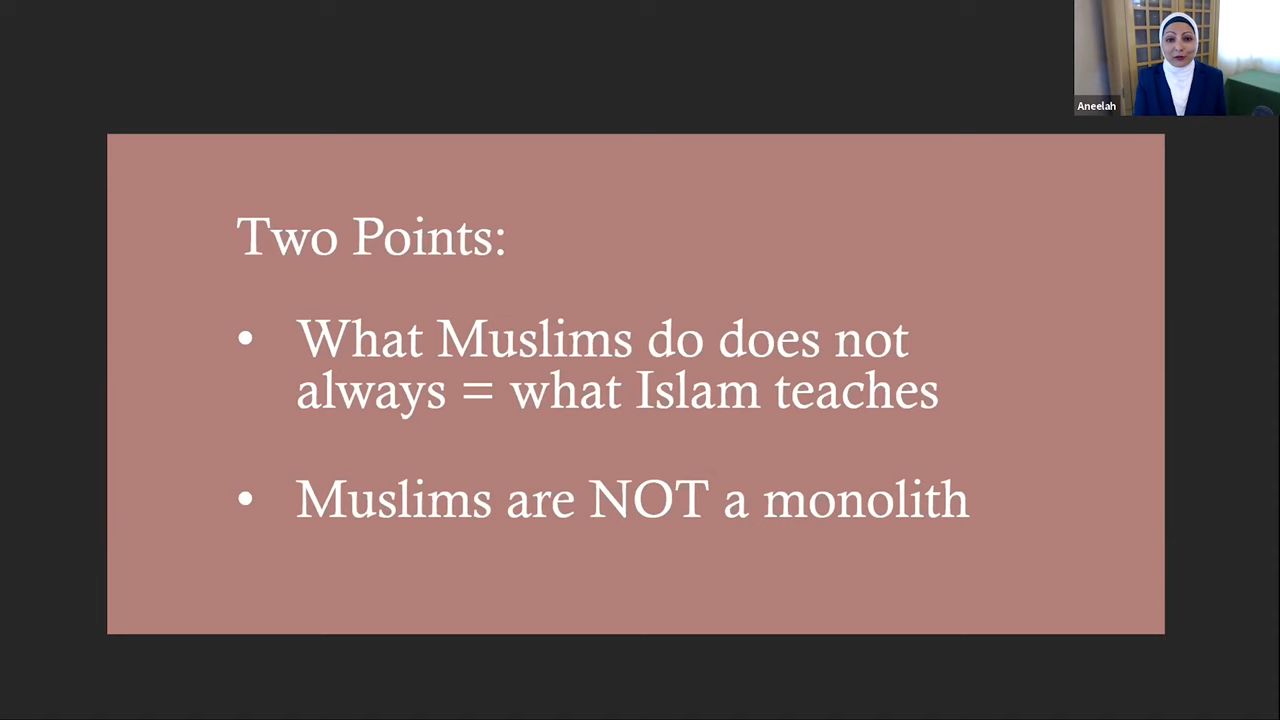 Aneelah
Two Points:
• What Muslims do does not
always = what Islam teaches
• Muslims are NOT a monolith